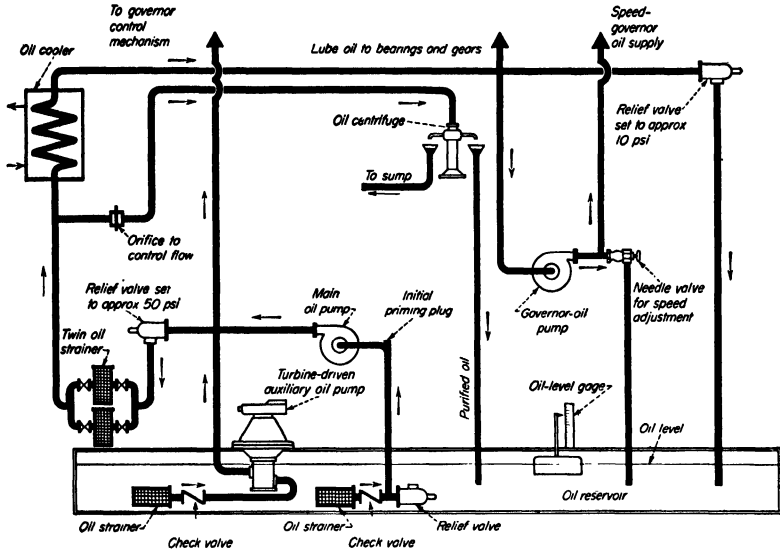 To governor
control
mechanism
Speed-
governor
oil supply
Oil cooler
Lube oil to bearings and gears
Relief valve
set to approx
10 psi
Oil centrifuge
To sump
Orifice to
control flow
Relief valve set
to approx 50 psi
Main
oil pump
Initial
priming plug
Governor-oil
pump
Needle valve
for speed
adjustment
Twin oil
strainer
Turbine-driven
auxiliary oil pump
Purified oil
Oil-level gage
Oil level
Oil reservoir
Oil strainer
Check valve
Oil strainer
Check valve
Relief valve